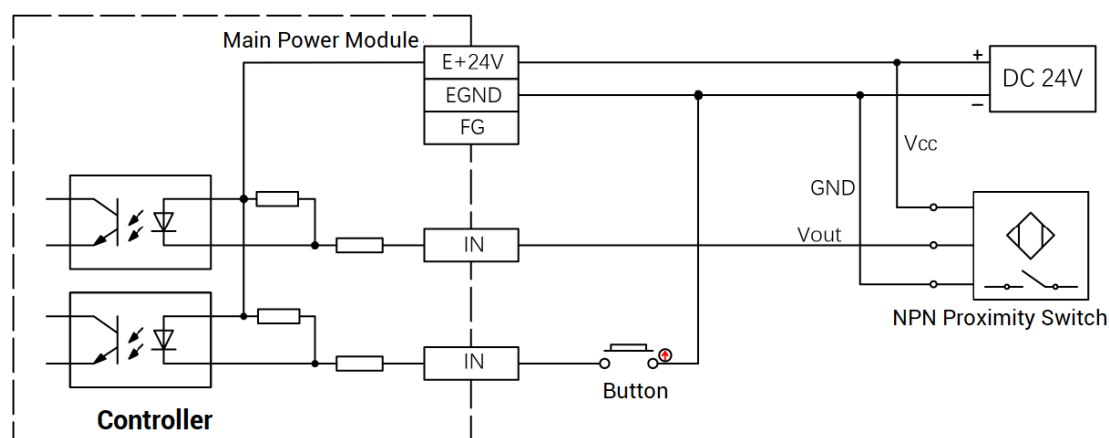 Main Power Module
E+24V
EGND
FG
+
−
DC 24V
Vcc
GND
Vout
IN
NPN Proximity Switch
IN
Button
Controller